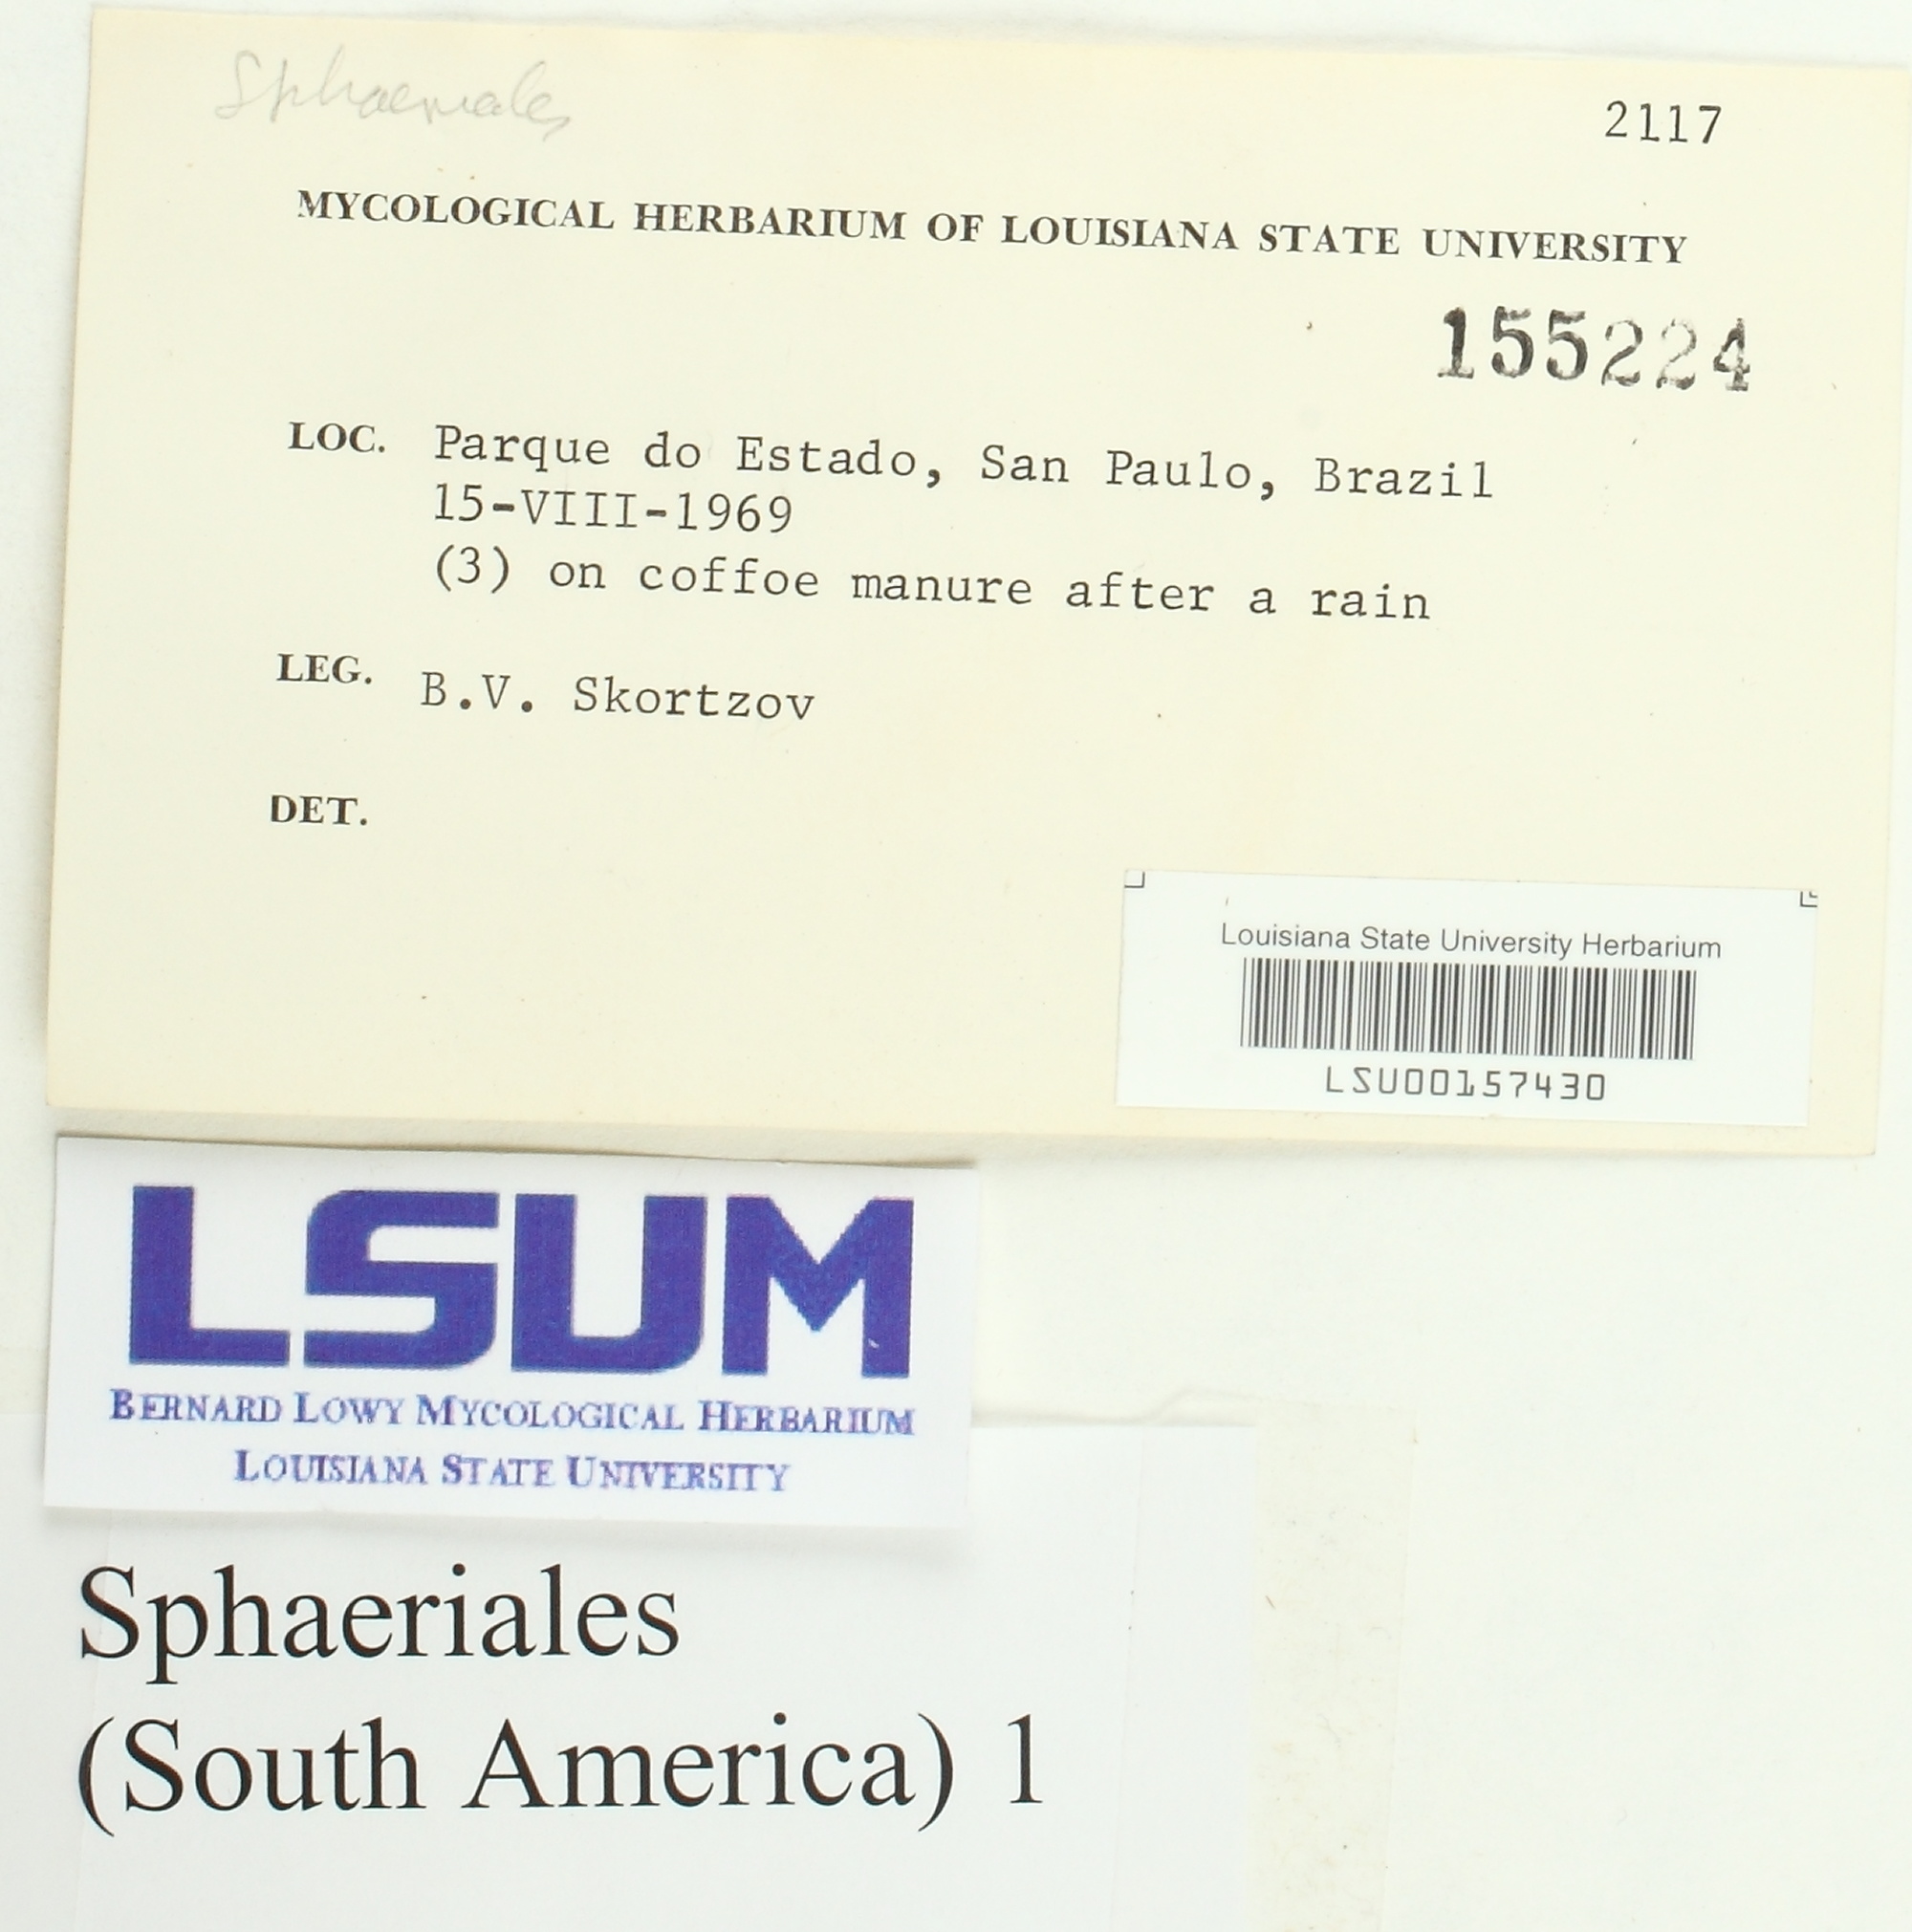 Sphaeriales
2117
MYCOLOGICAL HERBARIUM OF LOUISIANA STATE UNIVERSITY
155224
LOC. Parque do Estado, San Paulo, Brazil
15-VIII-1969
(3) on coffoe manure after a rain
LEG. B.V. Skortzov
DET.
Louisiana State University Herbarium
LSU00157430
LSUM
BERNARD LOWY MYCOLOGICAL HERBARIUM
LOUISIANA STATE UNIVERSITY
Sphaeriales
(South America) 1